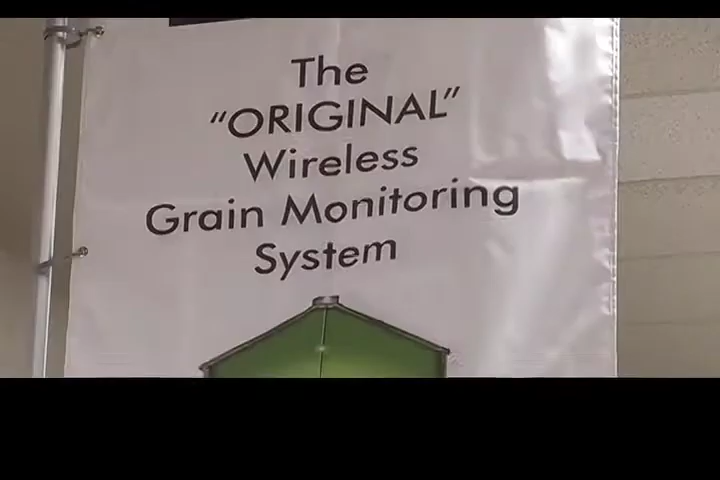 The
“ORIGINAL”
Wireless
Grain Monitoring
System